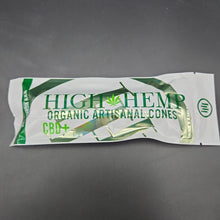 HIGH HEMP
ORGANIC ARTISANAL CONES
CBD+